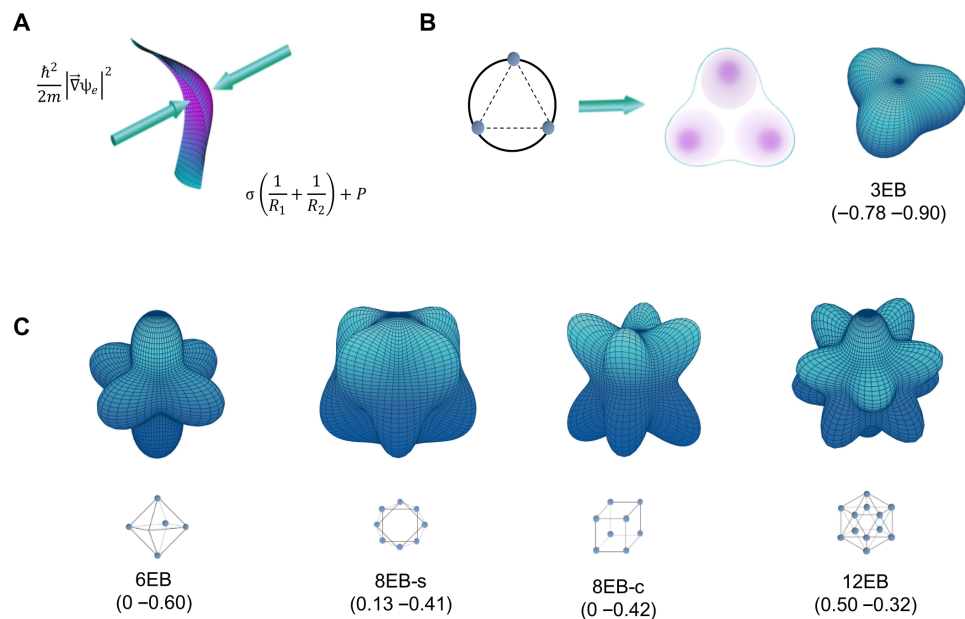 A
B
ħ²/2m |∇⃗ψₑ|²
σ (1/R₁ + 1/R₂) + P
3EB
(−0.78 −0.90)
C
6EB
(0 −0.60)
8EB-s
(0.13 −0.41)
8EB-c
(0 −0.42)
12EB
(0.50 −0.32)